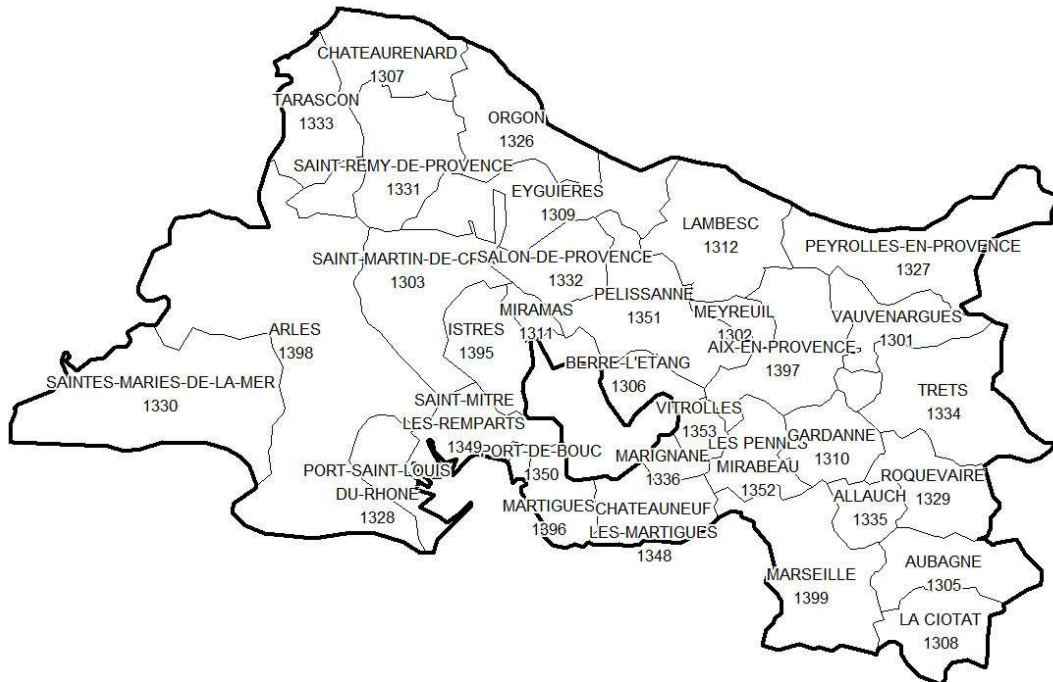 CHATEAURENARD
1307
TARASCON
1333
ORGON
1326
SAINT-REMY-DE-PROVENCE
1331
EYGUIERES
1309
LAMBESC
1312
PEYROLLES-EN-PROVENCE
1327
SAINT-MARTIN-DE-CR
1303
SALON-DE-PROVENCE
1332
PELISSANNE
1351
MIRAMAS
1311
MEYREUIL
1302
VAUVENARGUES
1301
ARLES
1398
ISTRES
1395
AIX-EN-PROVENCE
1397
BERRE-L'ETANG
1306
SAINTES-MARIES-DE-LA-MER
1330
TRETS
1334
SAINT-MITRE
LES-REMPARTS
1349
VITROLLES
1353
PORT-DE-BOUC
1350
MARIGNANE
1336
LES PENNES
MIRABEAU
1352
GARDANNE
1310
PORT-SAINT-LOUIS
DU-RHONE
1328
ROQUEVAIRE
1329
ALLAUCH
1335
MARTIGUES
1396
CHATEAUNEUF
LES-MARTIGUES
1348
AUBAGNE
1305
MARSEILLE
1399
LA CIOTAT
1308